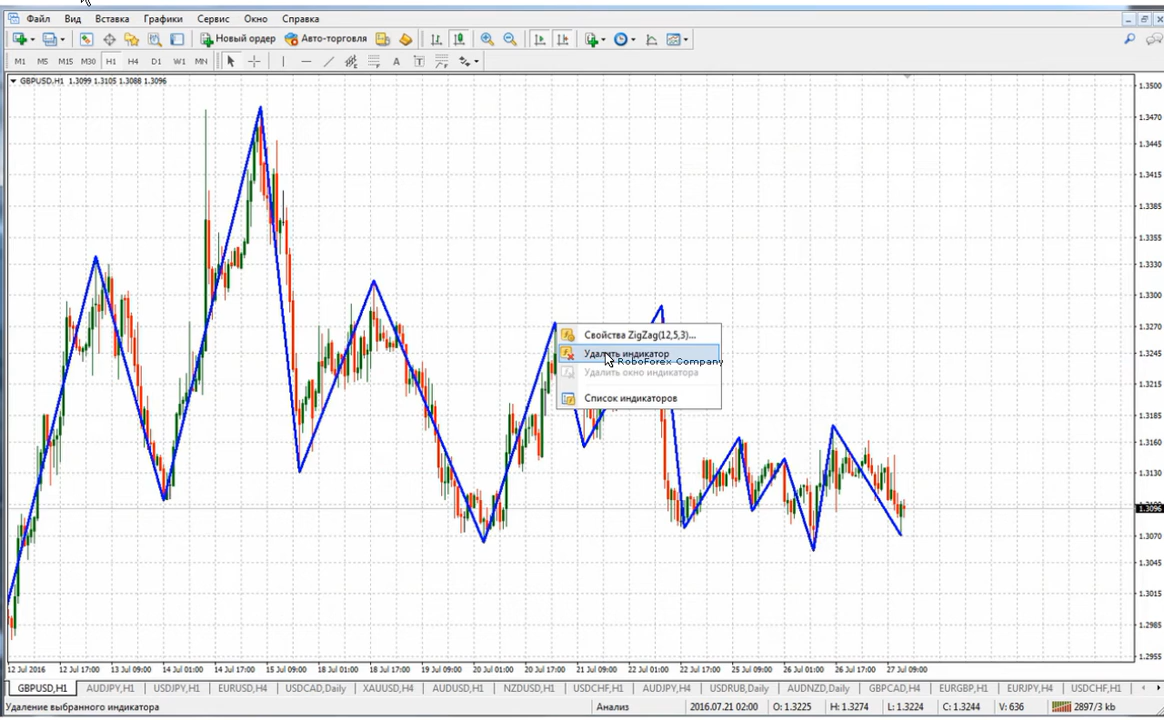 Файл Вид Вставка Графики Сервис Окно Справка
Новый ордер Авто-торговля
M1 M5 M15 M30 H1 H4 D1 W1 MN A T
GBPUSD,H1 1.3099 1.3105 1.3088 1.3096
1.3500
1.3470
1.3445
1.3415
1.3385
1.3355
1.3330
1.3300
1.3270
Свойства ZigZag(12,5,3)...
1.3245
Удалить индикатор
RoboForex Company
Удалить окно индикатора
1.3215
Список индикаторов
1.3185
1.3160
1.3130
1.3096
1.3070
1.3045
1.3015
1.2985
1.2955
12 Jul 2016 12 Jul 17:00 13 Jul 09:00 14 Jul 01:00 14 Jul 17:00 15 Jul 09:00 18 Jul 01:00 18 Jul 17:00 19 Jul 09:00 20 Jul 01:00 20 Jul 17:00 21 Jul 09:00 22 Jul 01:00 22 Jul 17:00 25 Jul 09:00 26 Jul 01:00 26 Jul 17:00 27 Jul 09:00
GBPUSD,H1 AUDJPY,H1 USDJPY,H1 EURUSD,H4 USDCAD,Daily XAUUSD,H4 AUDUSD,H1 NZDUSD,H1 USDCHF,H1 AUDJPY,H4 USDRUB,Daily AUDNZD,Daily GBPCAD,H4 EURGBP,H1 EURJPY,H4 USDCHF,H1
Удаление выбранного индикатора Анализ 2016.07.21 02:00 O: 1.3225 H: 1.3274 L: 1.3224 C: 1.3244 V: 636 2897/3 kb